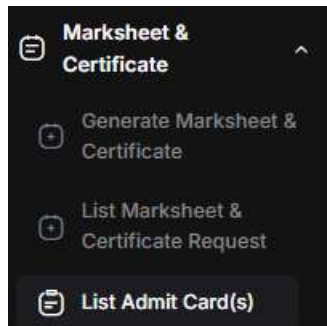 Marksheet &
Certificate
Generate Marksheet &
Certificate
List Marksheet &
Certificate Request
List Admit Card(s)